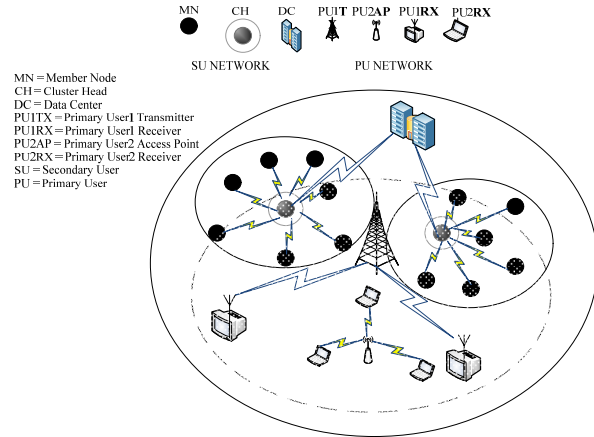 MN CH DC PU1T PU2AP PU1RX PU2RX
SU NETWORK PU NETWORK
MN = Member Node
CH = Cluster Head
DC = Data Center
PU1TX = Primary User1 Transmitter
PU1RX = Primary User1 Receiver
PU2AP = Primary User2 Access Point
PU2RX = Primary User2 Receiver
SU = Secondary User
PU = Primary User